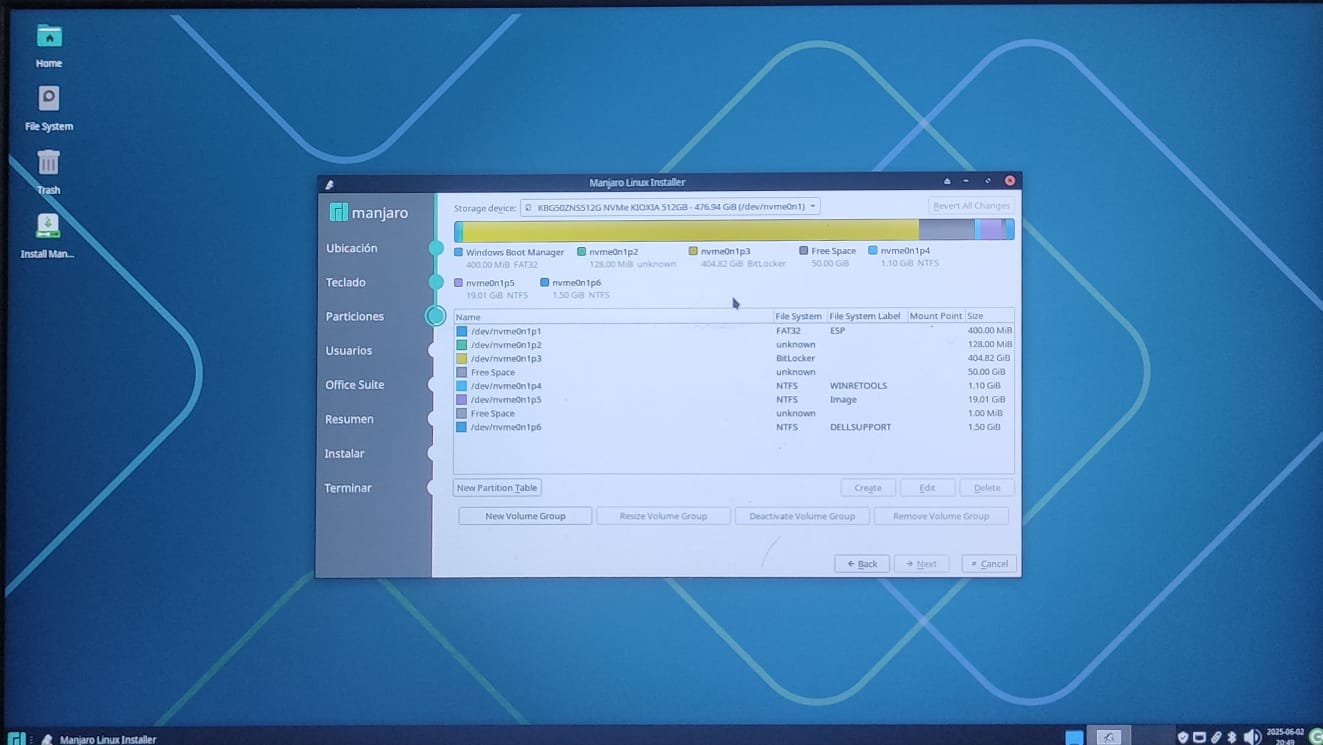 Home
File System
Trash
Install Man...
Manjaro Linux Installer
manjaro
Ubicación
Teclado
Particiones
Usuarios
Office Suite
Resumen
Instalar
Terminar
Storage device: KBG50ZNS512G NVMe KIOXIA 512GB - 476.94 GiB (/dev/nvme0n1)
Revert All Changes
Windows Boot Manager nvme0n1p2 nvme0n1p3 Free Space nvme0n1p4
400.00 MiB FAT32 128.00 MiB unknown 404.82 GiB BitLocker 50.00 GiB 1.10 GiB NTFS
nvme0n1p5 nvme0n1p6
19.01 GiB NTFS 1.50 GiB NTFS
Name File System File System Label Mount Point Size
/dev/nvme0n1p1 FAT32 ESP 400.00 MiB
/dev/nvme0n1p2 unknown 128.00 MiB
/dev/nvme0n1p3 BitLocker 404.82 GiB
Free Space unknown 50.00 GiB
/dev/nvme0n1p4 NTFS WINRETOOLS 1.10 GiB
/dev/nvme0n1p5 NTFS Image 19.01 GiB
Free Space unknown 1.00 MiB
/dev/nvme0n1p6 NTFS DELLSUPPORT 1.50 GiB
New Partition Table Create Edit Delete
New Volume Group Resize Volume Group Deactivate Volume Group Remove Volume Group
Back Next Cancel
Manjaro Linux Installer
2025-06-02
20:49